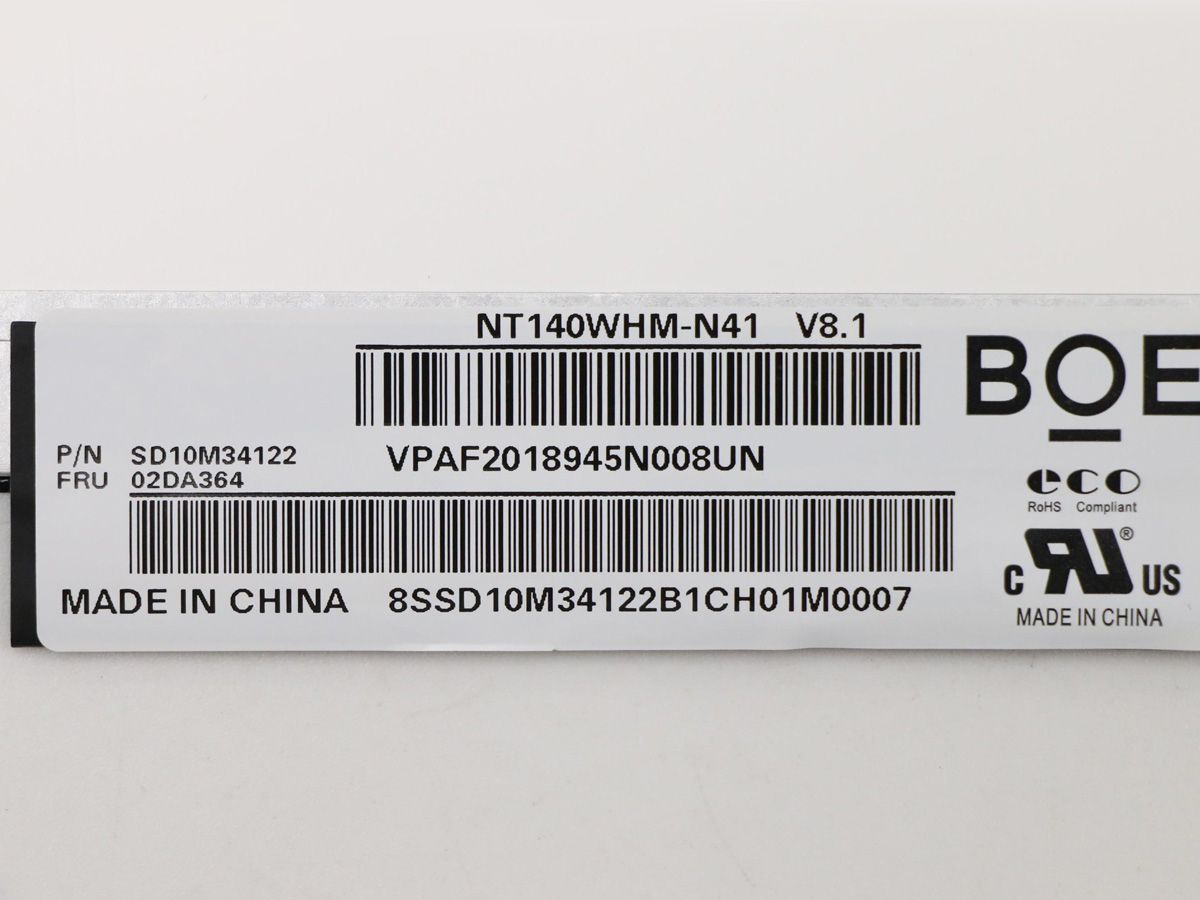 NT140WHM-N41 V8.1
BOE
P/N SD10M34122
FRU 02DA364
VPAF2018945N008UN
eco
RoHS Compliant
MADE IN CHINA 8SSD10M34122B1CH01M0007
C RU® US
MADE IN CHINA